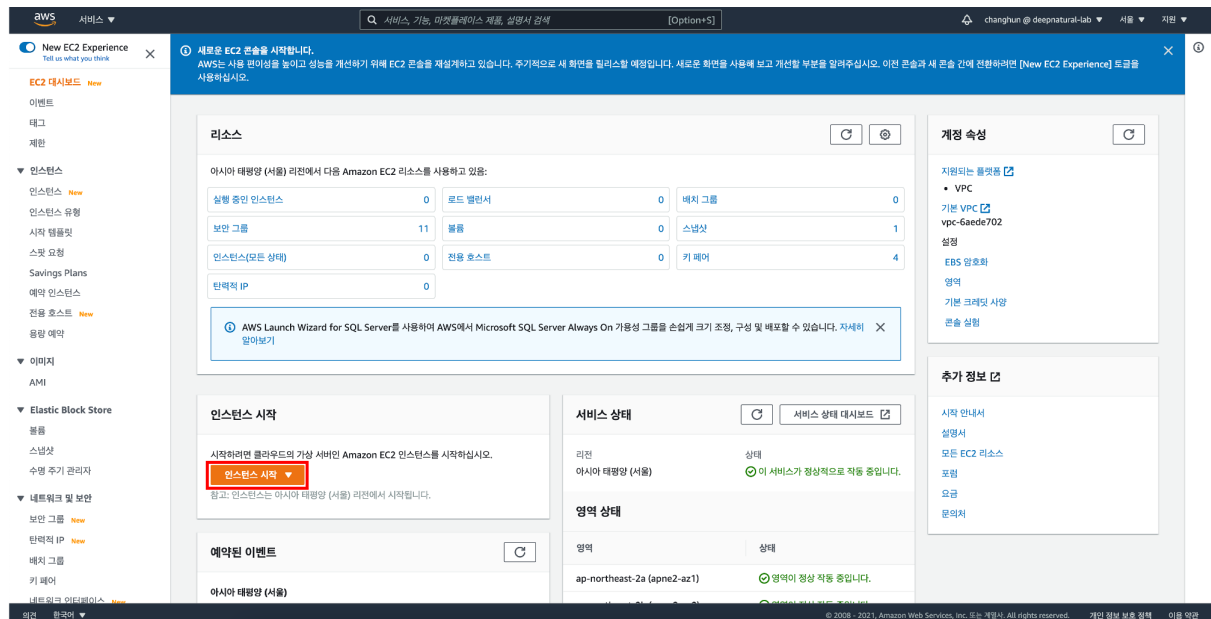 aws
서비스 ▼
서비스, 기능, 마켓플레이스 제품, 설명서 검색
[Option+S]
changhun @ deepnatural-lab ▼
서울 ▼
지원 ▼
New EC2 Experience
Tell us what you think
EC2 대시보드 New
이벤트
태그
제한
▼ 인스턴스
인스턴스 New
인스턴스 유형
시작 템플릿
스팟 요청
Savings Plans
예약 인스턴스
전용 호스트 New
용량 예약
▼ 이미지
AMI
▼ Elastic Block Store
볼륨
스냅샷
수명 주기 관리자
▼ 네트워크 및 보안
보안 그룹 New
탄력적 IP New
배치 그룹
키 페어
네트워크 인터페이스 New
새로운 EC2 콘솔을 시작합니다.
AWS는 사용 편이성을 높이고 성능을 개선하기 위해 EC2 콘솔을 재설계하고 있습니다. 주기적으로 새 화면을 릴리스할 예정입니다. 새로운 화면을 사용해 보고 개선할 부분을 알려주십시오. 이전 콘솔과 새 콘솔 간에 전환하려면 [New EC2 Experience] 토글을
사용하십시오.
리소스
아시아 태평양 (서울) 리전에서 다음 Amazon EC2 리소스를 사용하고 있음:
실행 중인 인스턴스 0
로드 밸런서 0
배치 그룹 0
보안 그룹 11
볼륨 0
스냅샷 1
인스턴스(모든 상태) 0
전용 호스트 0
키 페어 4
탄력적 IP 0
AWS Launch Wizard for SQL Server를 사용하여 AWS에서 Microsoft SQL Server Always On 가용성 그룹을 손쉽게 크기 조정, 구성 및 배포할 수 있습니다. 자세히
알아보기
인스턴스 시작
시작하려면 클라우드의 가상 서버인 Amazon EC2 인스턴스를 시작하십시오.
인스턴스 시작 ▼
참고: 인스턴스는 아시아 태평양 (서울) 리전에서 시작됩니다.
예약된 이벤트
아시아 태평양 (서울)
서비스 상태
서비스 상태 대시보드
리전
상태
아시아 태평양 (서울)
이 서비스가 정상적으로 작동 중입니다.
영역 상태
영역
상태
ap-northeast-2a (apne2-az1)
영역이 정상 작동 중입니다.
계정 속성
지원되는 플랫폼
• VPC
기본 VPC
vpc-6aede702
설정
EBS 암호화
영역
기본 크레딧 사양
콘솔 실험
추가 정보
시작 안내서
설명서
모든 EC2 리소스
포럼
요금
문의처
의견
한국어 ▼
© 2008 - 2021, Amazon Web Services, Inc. 또는 계열사. All rights reserved.
개인 정보 보호 정책
이용 약관